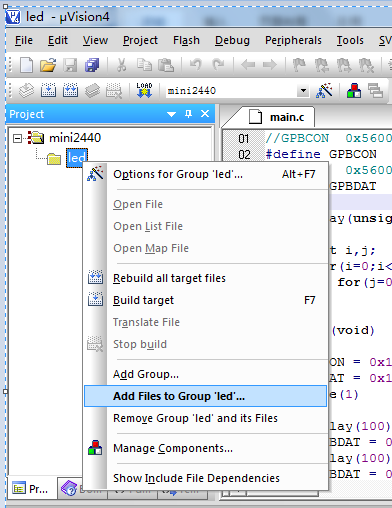 led - µVision4
File Edit View Project Flash Debug Peripherals Tools SV
LOAD mini2440
Project
main.c
mini2440
led
01 //GPBCON 0x5600
02 #define GPBCON
0x5600
GPBDAT
lay(unsig
t i,j;
r(i=0;i<
for(j=0
(void)
ON = 0x1
AT = 0x1
e(1)
lay(100)
BDAT = 0
lay(100)
BDAT = 0
Options for Group 'led'... Alt+F7
Open File
Open List File
Open Map File
Rebuild all target files
Build target F7
Translate File
Stop build
Add Group...
Add Files to Group 'led'...
Remove Group 'led' and its Files
Manage Components...
Show Include File Dependencies
Pr...